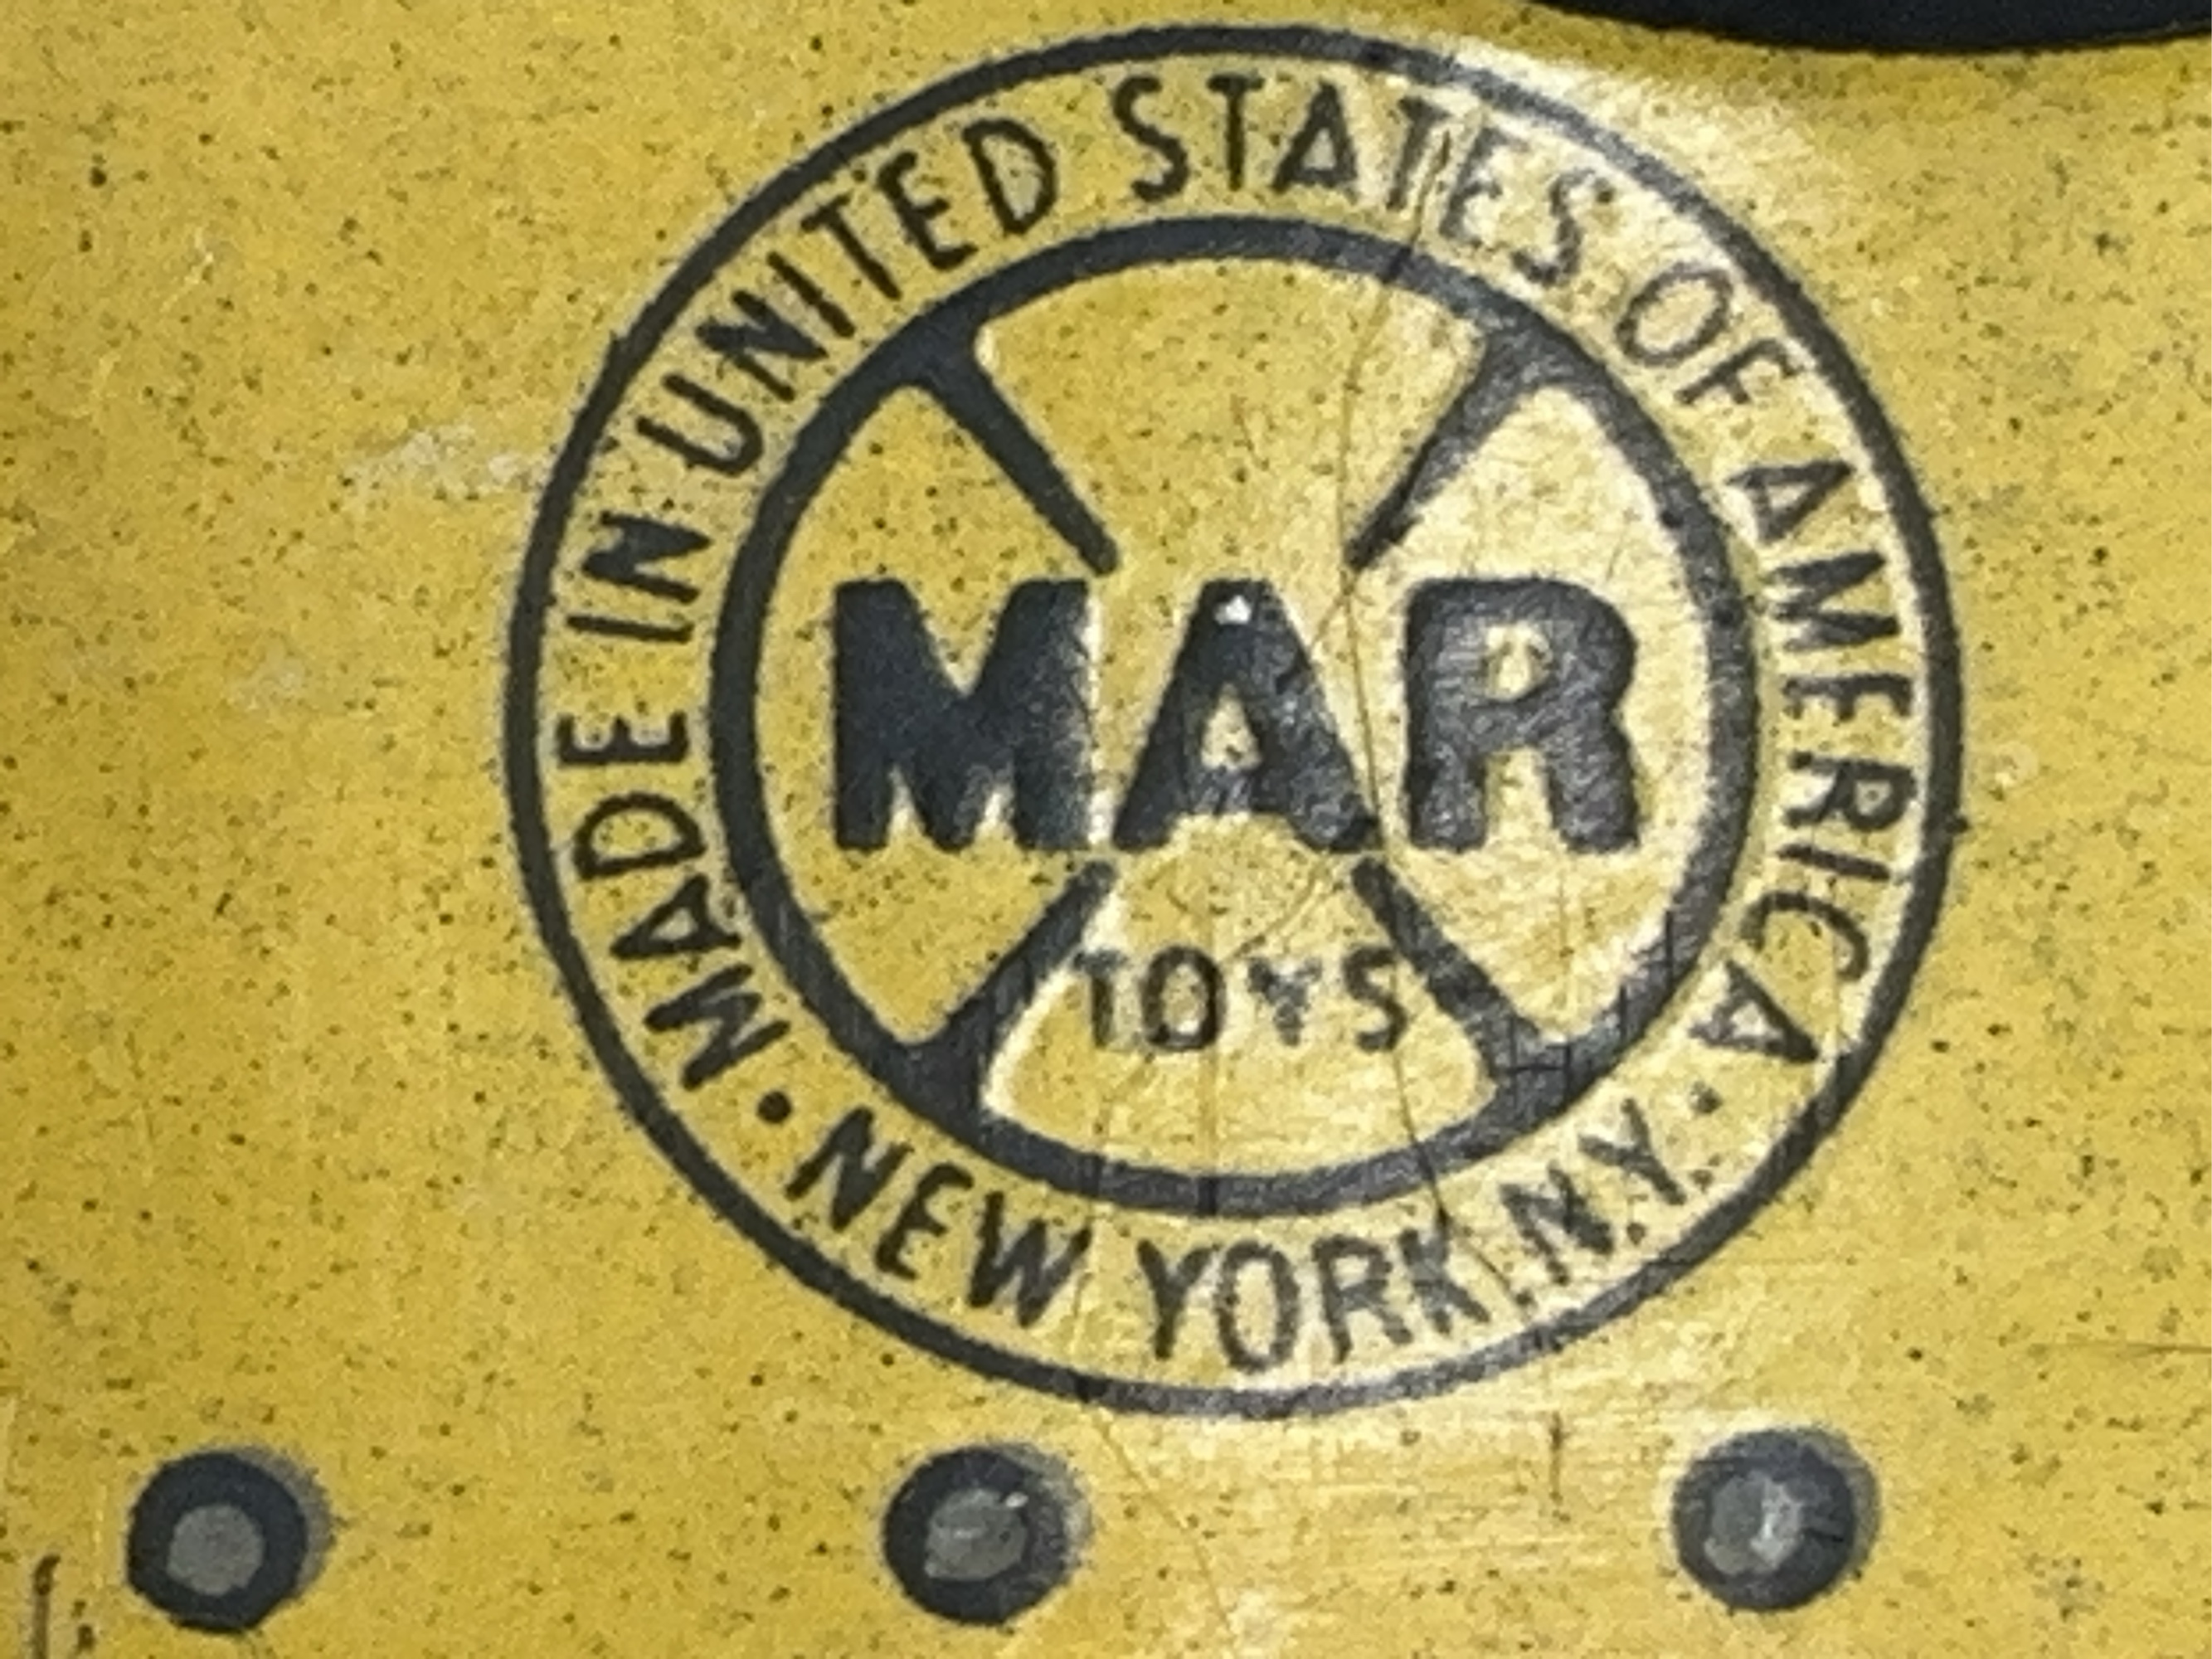 MADE IN UNITED STATES OF AMERICA
MAR
TOYS
• NEW YORK, N.Y. •